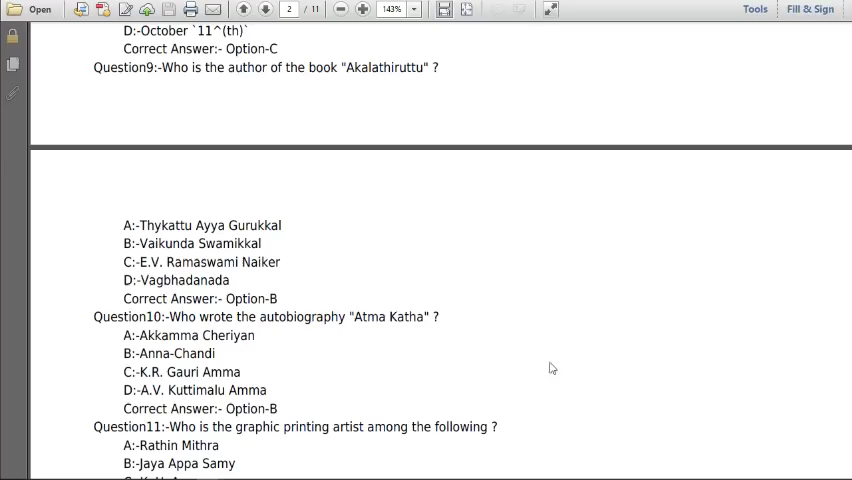 Open
2
/ 11
143%
Tools
Fill & Sign
D:-October `11^(th)`
Correct Answer:- Option-C
Question9:-Who is the author of the book "Akalathiruttu" ?
A:-Thykattu Ayya Gurukkal
B:-Vaikunda Swamikkal
C:-E.V. Ramaswami Naiker
D:-Vagbhadanada
Correct Answer:- Option-B
Question10:-Who wrote the autobiography "Atma Katha" ?
A:-Akkamma Cheriyan
B:-Anna-Chandi
C:-K.R. Gauri Amma
D:-A.V. Kuttimalu Amma
Correct Answer:- Option-B
Question11:-Who is the graphic printing artist among the following ?
A:-Rathin Mithra
B:-Jaya Appa Samy